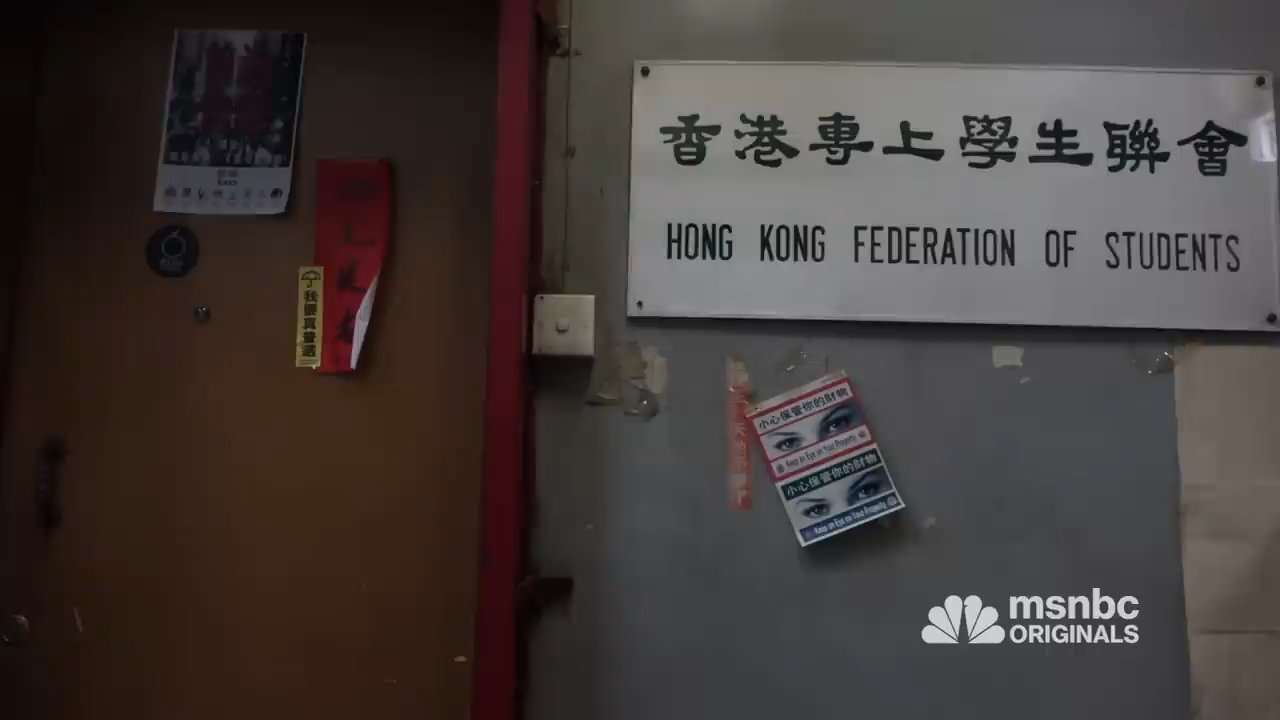 香港專上學生聯會
HONG KONG FEDERATION OF STUDENTS
我要真普選
小心保管你的財物
Keep an Eye on Your Property
小心保管你的財物
Keep an Eye on Your Property
msnbc
ORIGINALS